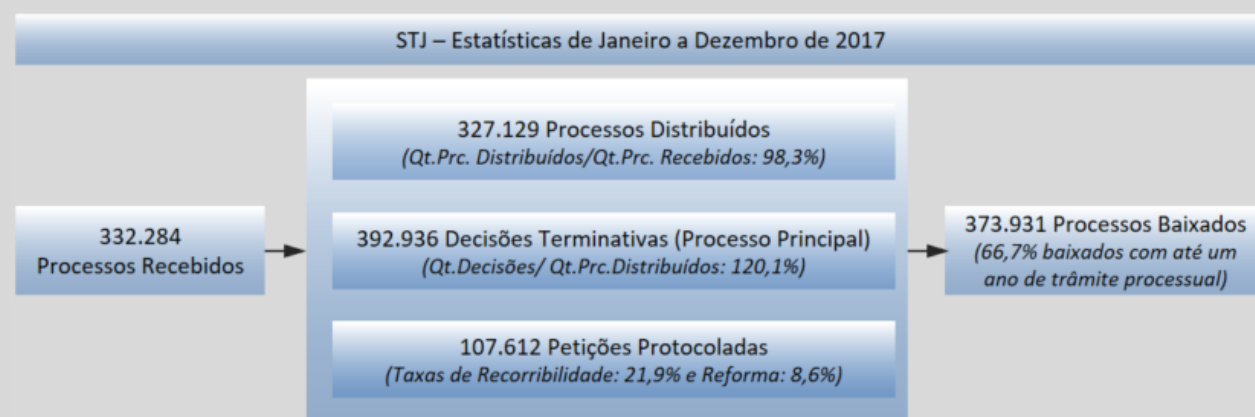 STJ – Estatísticas de Janeiro a Dezembro de 2017
332.284
Processos Recebidos
327.129 Processos Distribuídos
(Qt.Prc. Distribuídos/Qt.Prc. Recebidos: 98,3%)
392.936 Decisões Terminativas (Processo Principal)
(Qt.Decisões/ Qt.Prc.Distribuídos: 120,1%)
107.612 Petições Protocoladas
(Taxas de Recorribilidade: 21,9% e Reforma: 8,6%)
373.931 Processos Baixados
(66,7% baixados com até um
ano de trâmite processual)